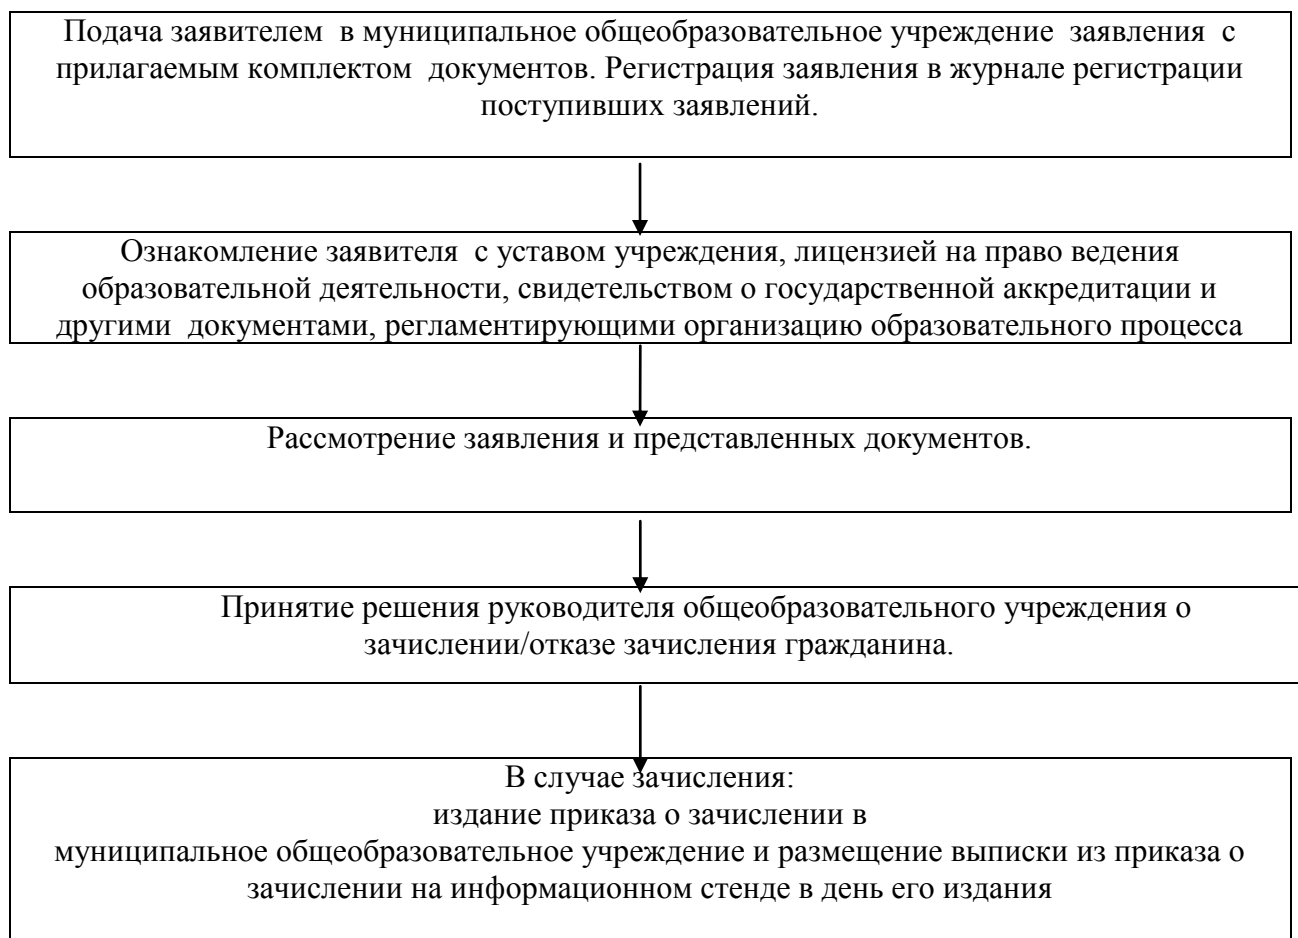 Подача заявителем в муниципальное общеобразовательное учреждение заявления с
прилагаемым комплектом документов. Регистрация заявления в журнале регистрации
поступивших заявлений.
Ознакомление заявителя с уставом учреждения, лицензией на право ведения
образовательной деятельности, свидетельством о государственной аккредитации и
другими документами, регламентирующими организацию образовательного процесса
Рассмотрение заявления и представленных документов.
Принятие решения руководителя общеобразовательного учреждения о
зачислении/отказе зачисления гражданина.
В случае зачисления:
издание приказа о зачислении в
муниципальное общеобразовательное учреждение и размещение выписки из приказа о
зачислении на информационном стенде в день его издания